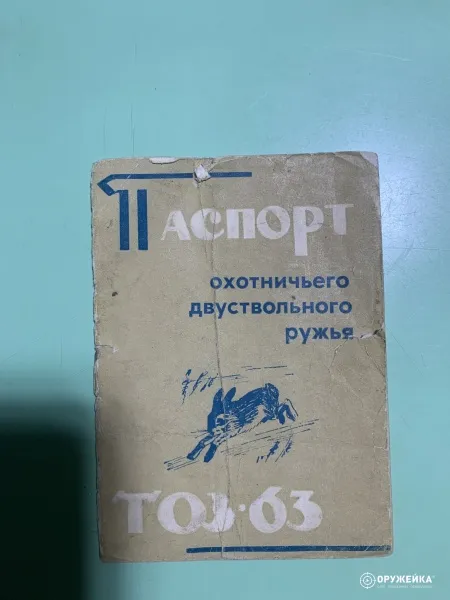 ПАСПОРТ
охотничьего
двуствольного
ружья
ТОЗ·63
ОРУЖЕЙКА